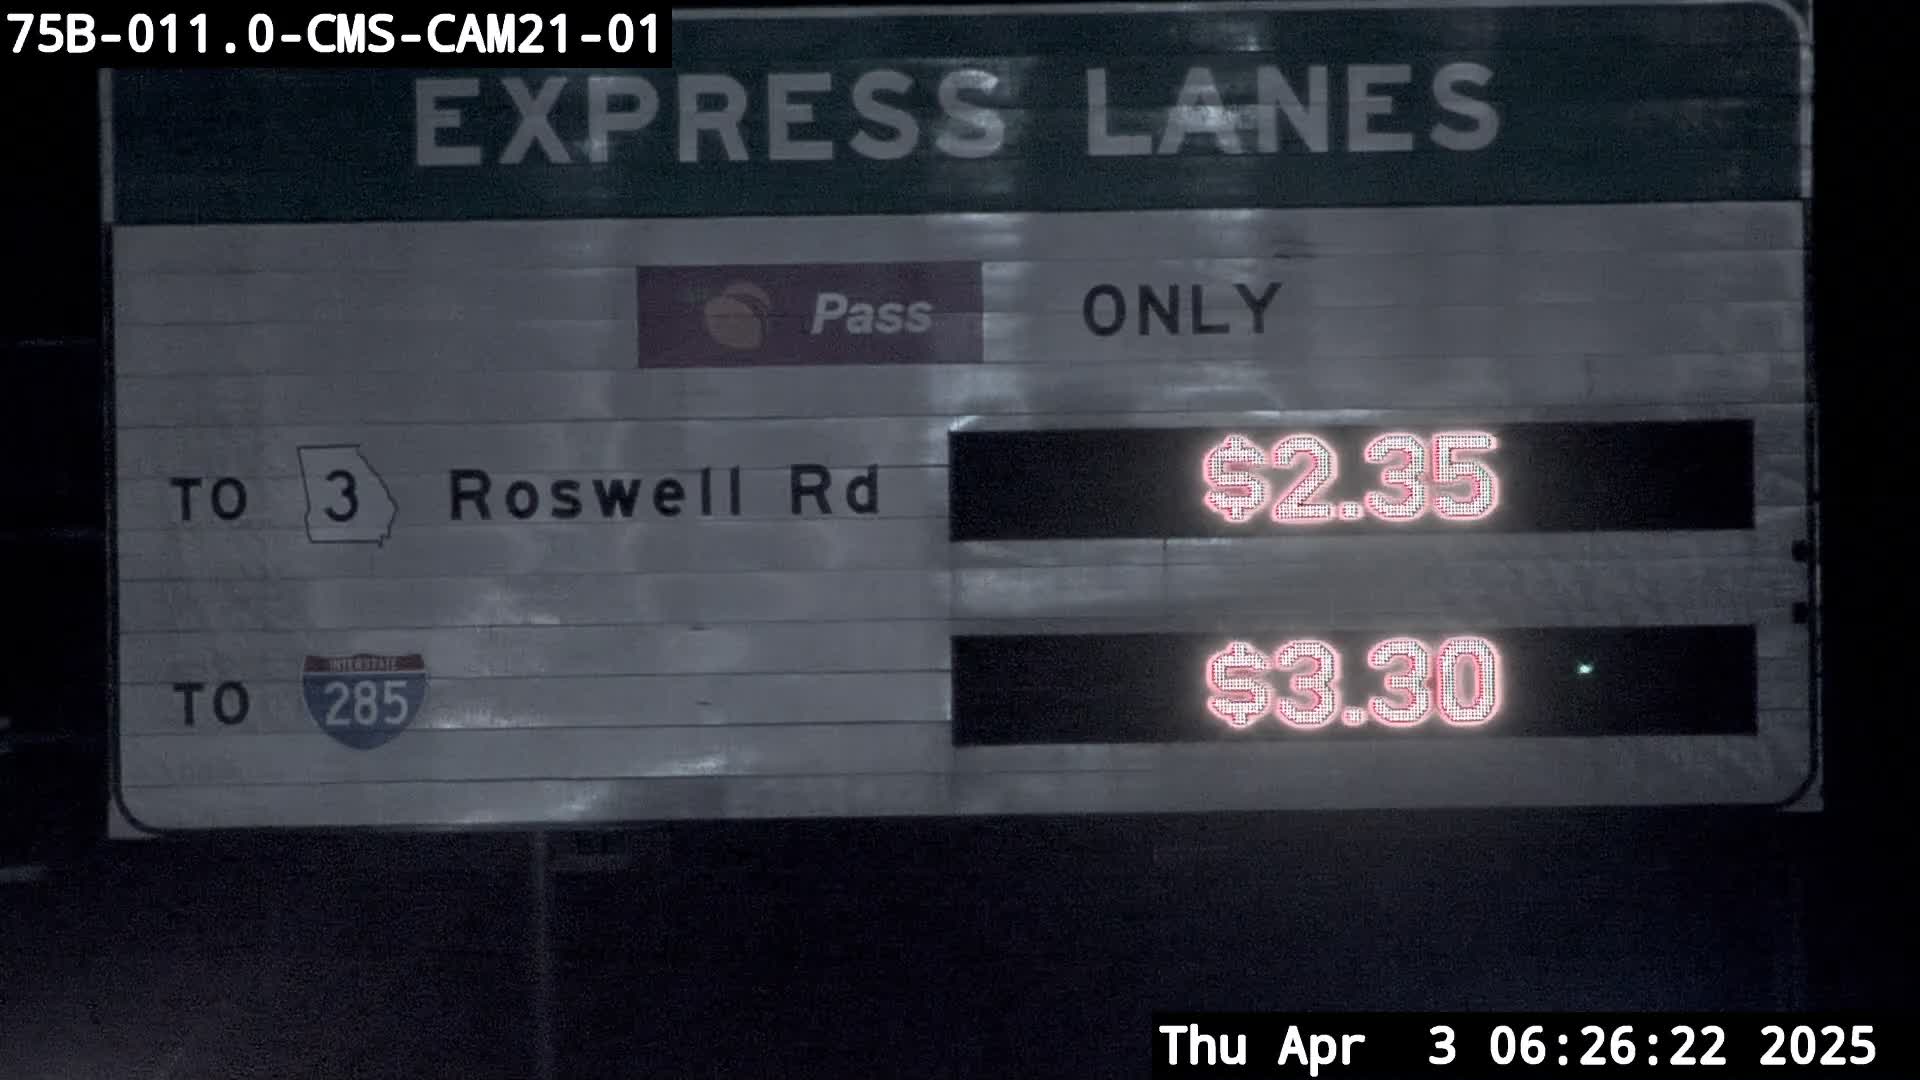 75B-011.0-CMS-CAM21-01
EXPRESS LANES
Pass ONLY
TO 3 Roswell Rd $2.35
TO INTERSTATE 285 $3.30
Thu Apr 3 06:26:22 2025